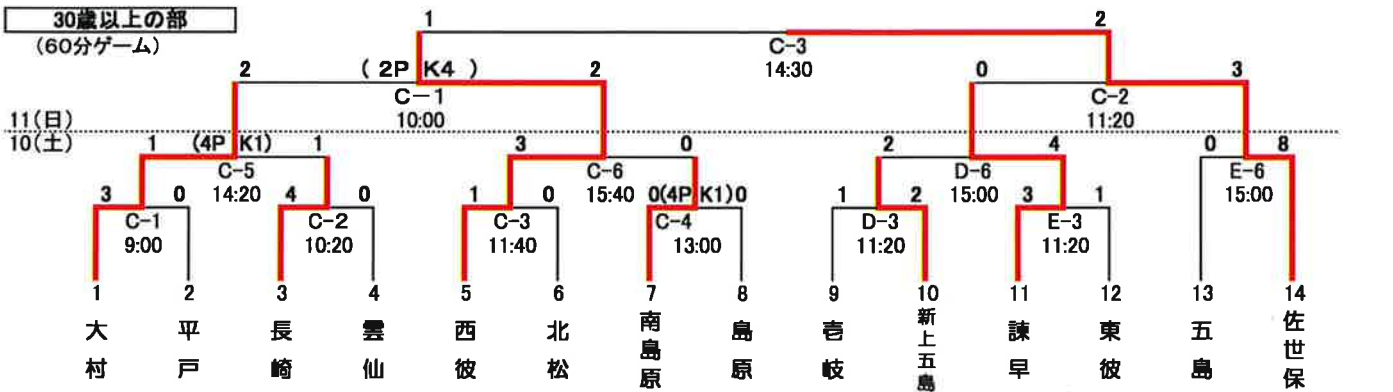 30歳以上の部
(60分ゲーム)
1 2
C-3
14:30
2 ( 2P K4 ) 2 0 3
C-1 C-2
10:00 11:20
11(日)
10(土)
1 (4P K1) 1 3 0 2 4 0 8
C-5 C-6 D-6 E-6
14:20 15:40 15:00 15:00
3 0 4 0 1 0 0(4P K1)0 1 2 3 1
C-1 C-2 C-3 C-4 D-3 E-3
9:00 10:20 11:40 13:00 11:20 11:20
1 2 3 4 5 6 7 8 9 10 11 12 13 14
大村
平戸
長崎
雲仙
西彼
北松
南島原
島原
壱岐
新上五島
諫早
東彼
五島
佐世保